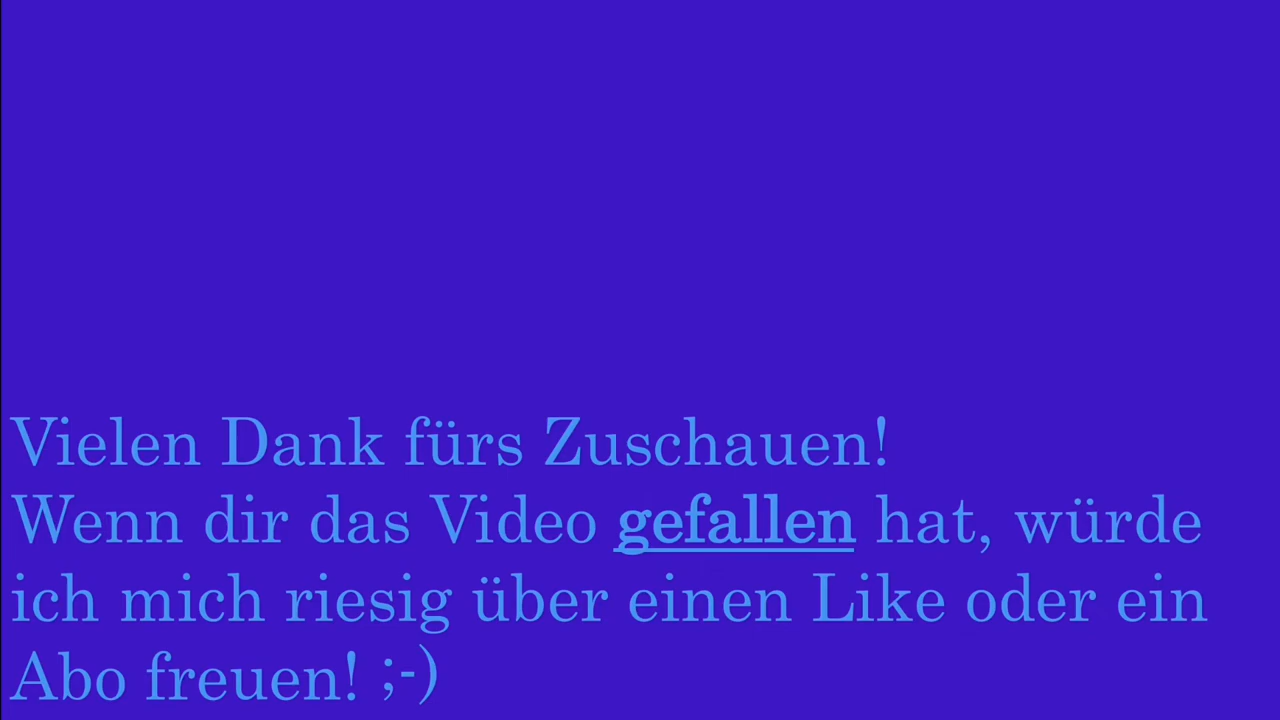 Vielen Dank fürs Zuschauen!
Wenn dir das Video gefallen hat, würde
ich mich riesig über einen Like oder ein
Abo freuen! ;-)